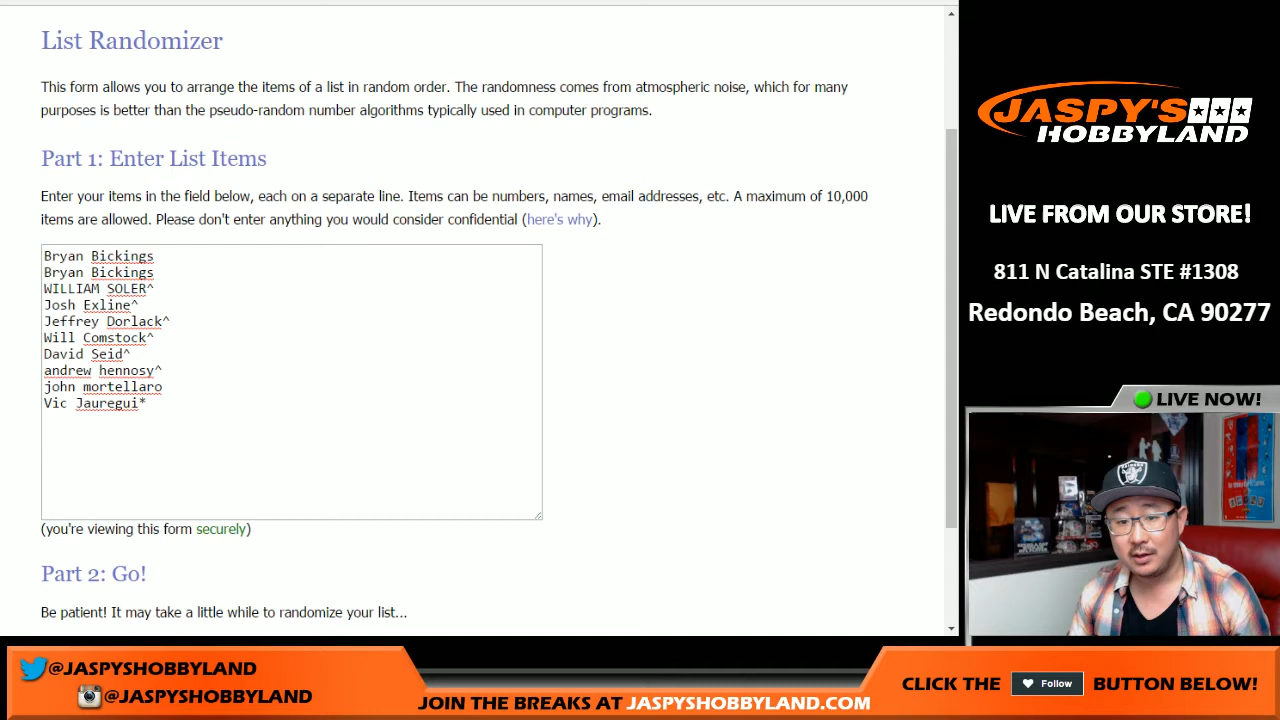 List Randomizer
This form allows you to arrange the items of a list in random order. The randomness comes from atmospheric noise, which for many
purposes is better than the pseudo-random number algorithms typically used in computer programs.
Part 1: Enter List Items
Enter your items in the field below, each on a separate line. Items can be numbers, names, email addresses, etc. A maximum of 10,000
items are allowed. Please don't enter anything you would consider confidential (here's why).
Bryan Bickings
Bryan Bickings
WILLIAM SOLER^
Josh Exline^
Jeffrey Dorlack^
Will Comstock^
David Seid^
andrew hennosy^
john mortellaro
Vic Jauregui*
(you're viewing this form securely)
Part 2: Go!
Be patient! It may take a little while to randomize your list...
JASPY'S
HOBBYLAND
LIVE FROM OUR STORE!
811 N Catalina STE #1308
Redondo Beach, CA 90277
LIVE NOW!
RAIDERS
@JASPYSHOBBYLAND
@JASPYSHOBBYLAND
JOIN THE BREAKS AT JASPYSHOBBYLAND.COM
CLICK THE Follow BUTTON BELOW!